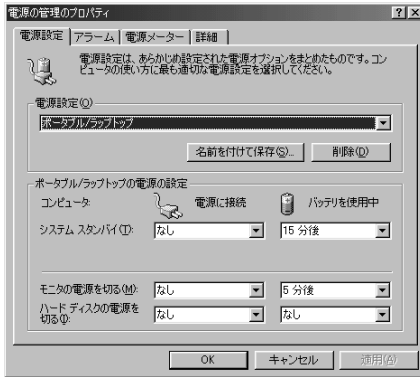 電源の管理のプロパティ
電源設定 アラーム 電源メーター 詳細
電源設定は、あらかじめ設定された電源オプションをまとめたものです。コン
ピュータの使い方に最も適切な電源設定を選択してください。
電源設定(O)
ポータブル/ラップトップ
名前を付けて保存(S)... 削除(D)
ポータブル/ラップトップの電源の設定
コンピュータ: 電源に接続 バッテリを使用中
システム スタンバイ(T): なし 15 分後
モニタの電源を切る(M): なし 5 分後
ハード ディスクの電源を
切る(I): なし なし
OK キャンセル 適用(A)